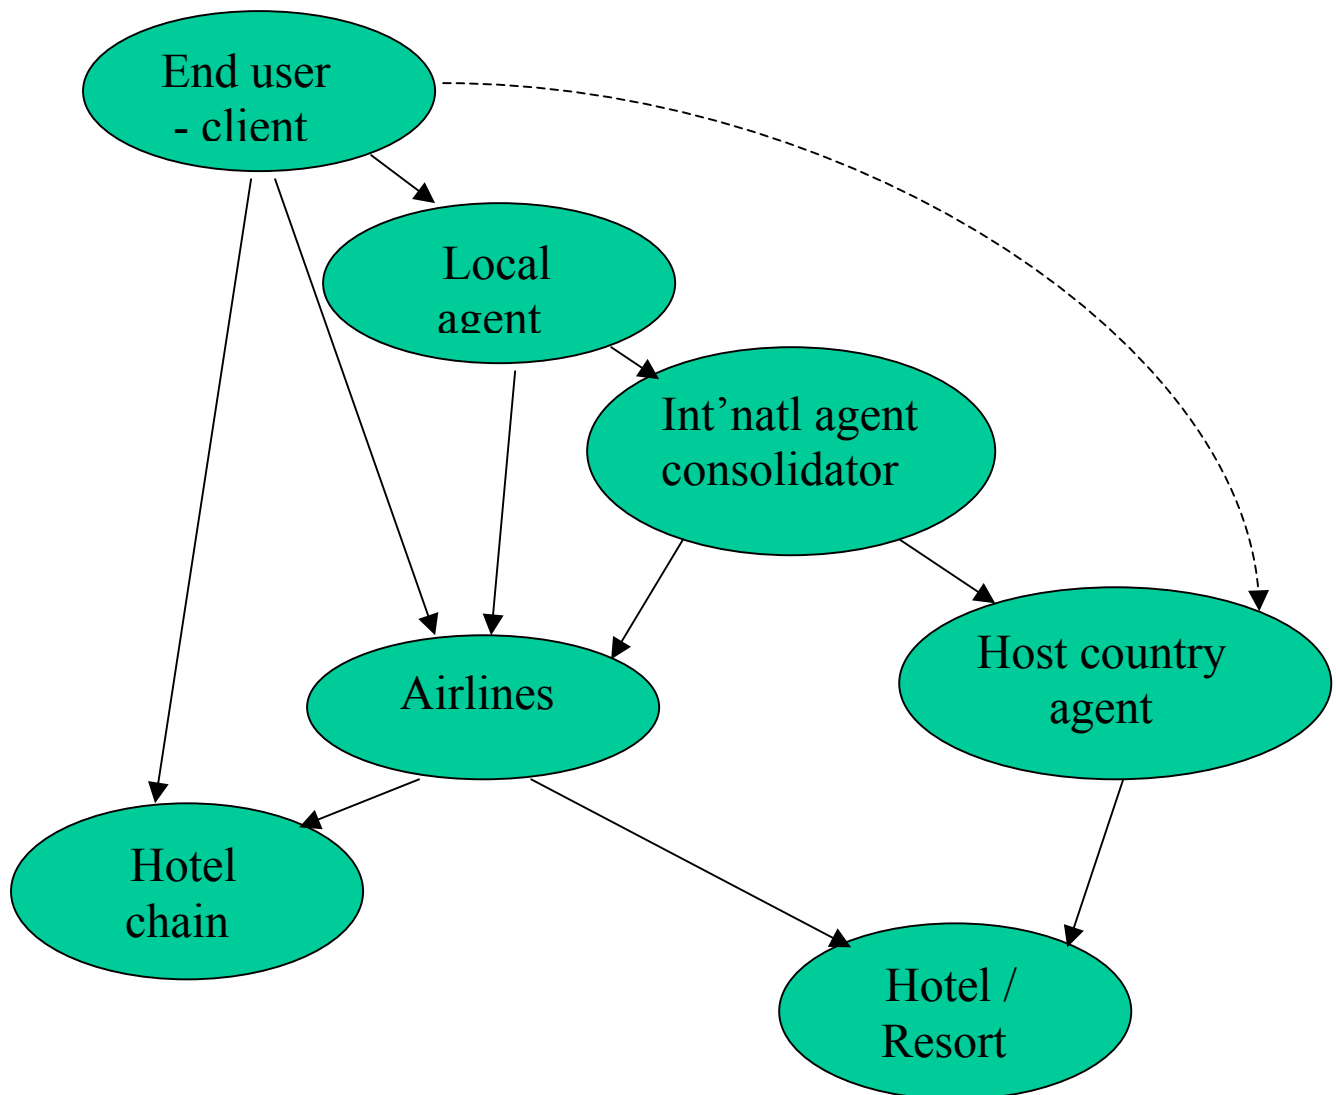 End user
- client
Local
agent
Int’natl agent
consolidator
Host country
agent
Airlines
Hotel
chain
Hotel /
Resort